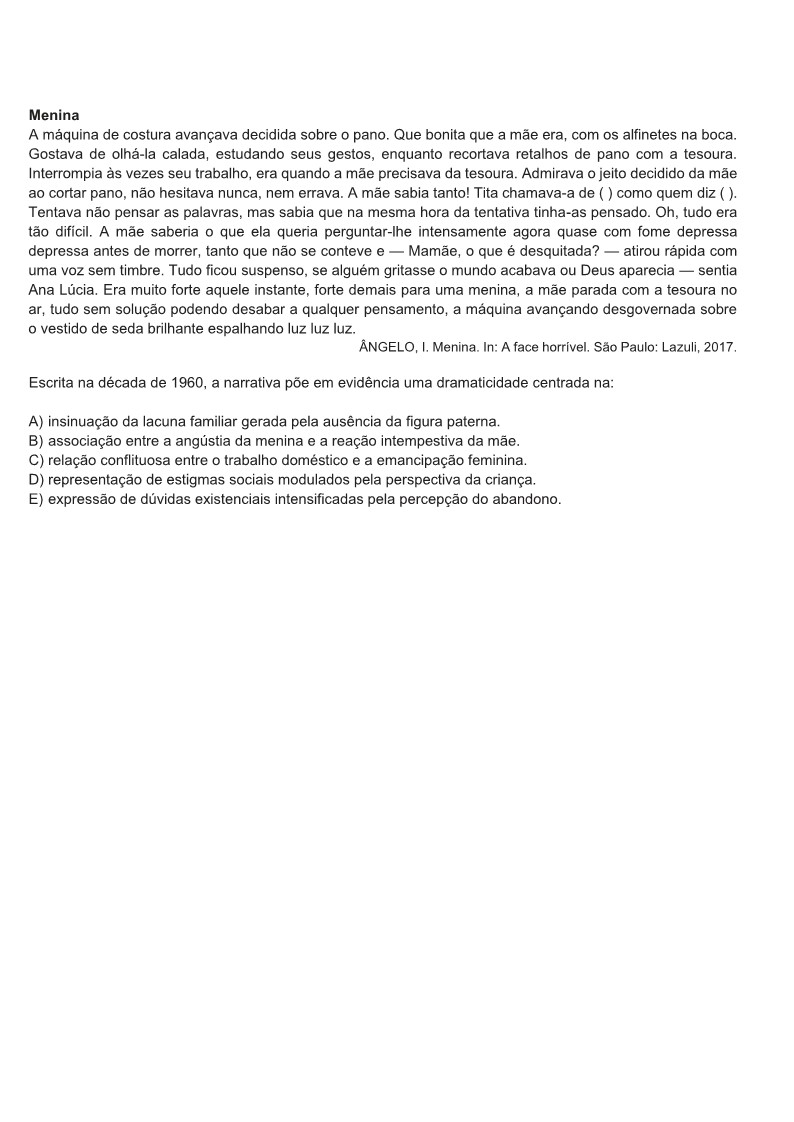 Menina
A máquina de costura avançava decidida sobre o pano. Que bonita que a mãe era, com os alfinetes na boca.
Gostava de olhá-la calada, estudando seus gestos, enquanto recortava retalhos de pano com a tesoura.
Interrompia às vezes seu trabalho, era quando a mãe precisava da tesoura. Admirava o jeito decidido da mãe
ao cortar pano, não hesitava nunca, nem errava. A mãe sabia tanto! Tita chamava-a de ( ) como quem diz ( ).
Tentava não pensar as palavras, mas sabia que na mesma hora da tentativa tinha-as pensado. Oh, tudo era
tão difícil. A mãe saberia o que ela queria perguntar-lhe intensamente agora quase com fome depressa
depressa antes de morrer, tanto que não se conteve e — Mamãe, o que é desquitada? — atirou rápida com
uma voz sem timbre. Tudo ficou suspenso, se alguém gritasse o mundo acabava ou Deus aparecia — sentia
Ana Lúcia. Era muito forte aquele instante, forte demais para uma menina, a mãe parada com a tesoura no
ar, tudo sem solução podendo desabar a qualquer pensamento, a máquina avançando desgovernada sobre
o vestido de seda brilhante espalhando luz luz luz.
ÂNGELO, I. Menina. In: A face horrível. São Paulo: Lazuli, 2017.
Escrita na década de 1960, a narrativa põe em evidência uma dramaticidade centrada na:
A) insinuação da lacuna familiar gerada pela ausência da figura paterna.
B) associação entre a angústia da menina e a reação intempestiva da mãe.
C) relação conflituosa entre o trabalho doméstico e a emancipação feminina.
D) representação de estigmas sociais modulados pela perspectiva da criança.
E) expressão de dúvidas existenciais intensificadas pela percepção do abandono.